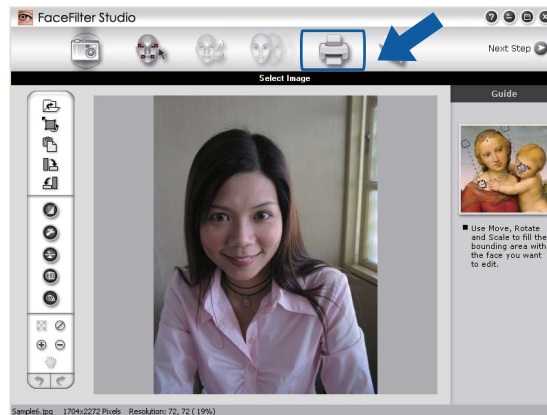 FaceFilter Studio
Next Step
Select Image
Guide
Use Move, Rotate
and Scale to fill the
bounding area with
the face you want
to edit.
Sample6.jpg 1704x2272 Pixels Resolution: 72, 72 ( 19%)